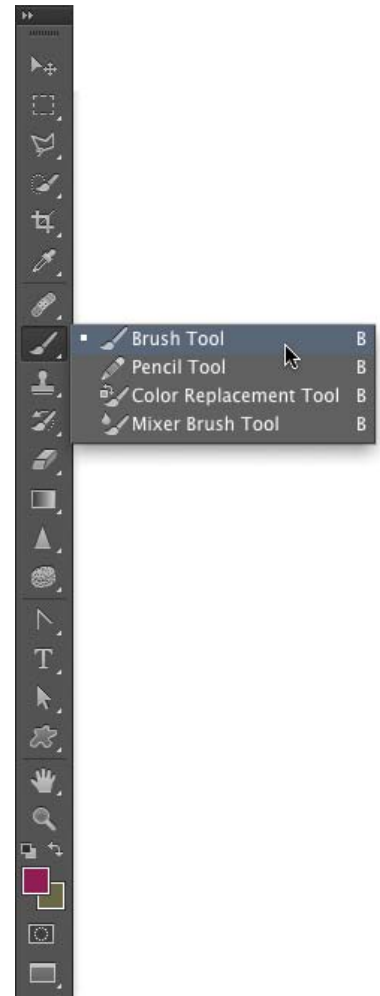 Brush Tool B
Pencil Tool B
Color Replacement Tool B
Mixer Brush Tool B
T